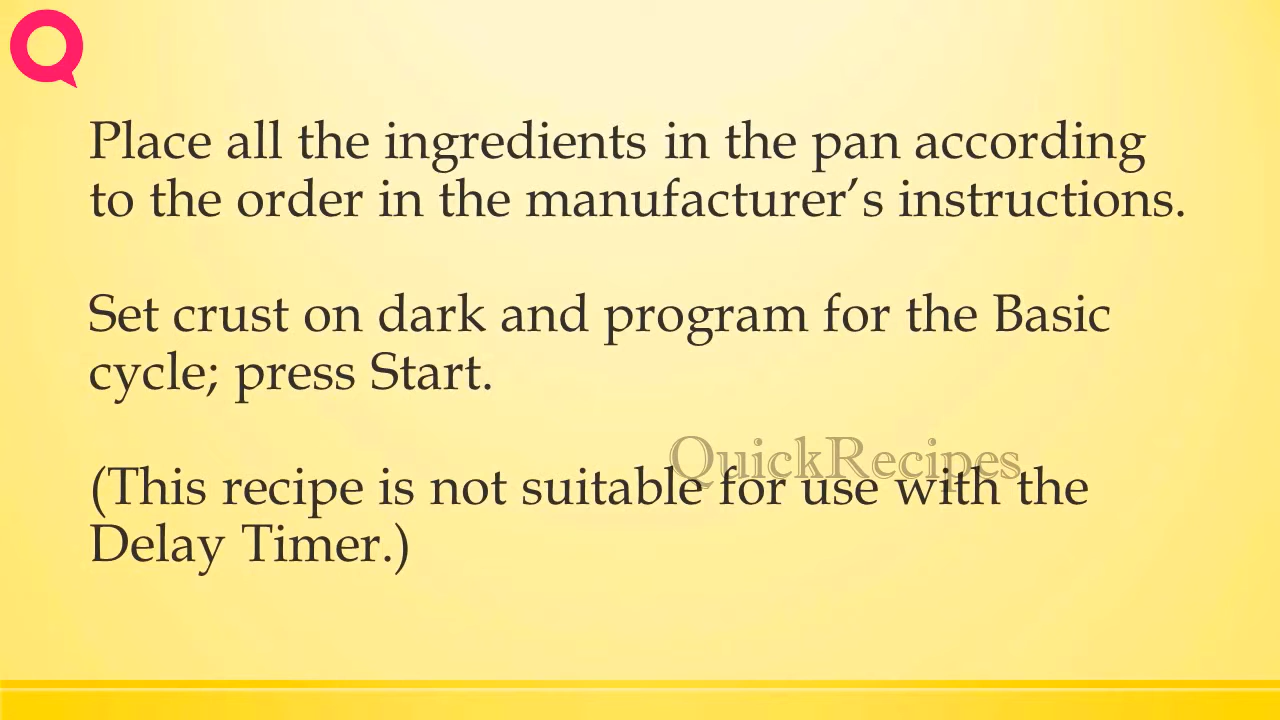 Place all the ingredients in the pan according
to the order in the manufacturer’s instructions.
Set crust on dark and program for the Basic
cycle; press Start.
QuickRecipes
(This recipe is not suitable for use with the
Delay Timer.)